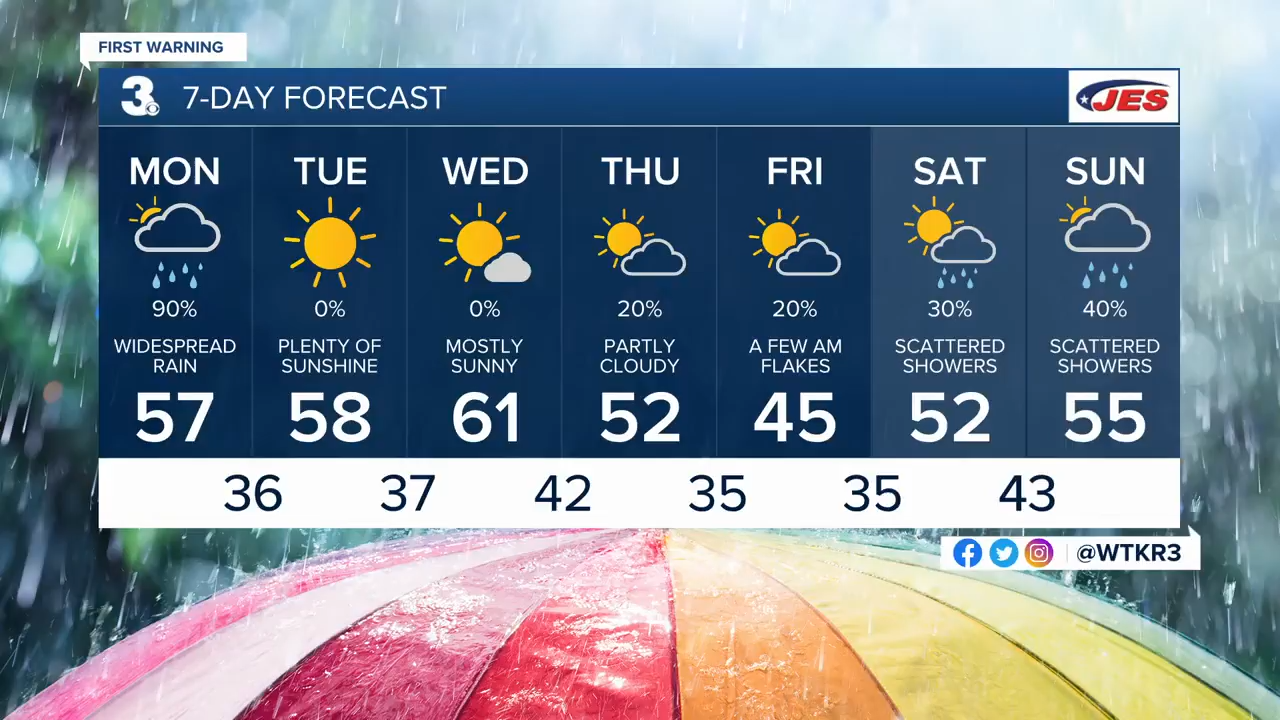 FIRST WARNING
3 7-DAY FORECAST JES
MON TUE WED THU FRI SAT SUN
90% 0% 0% 20% 20% 30% 40%
WIDESPREAD PLENTY OF MOSTLY PARTLY A FEW AM SCATTERED SCATTERED
RAIN SUNSHINE SUNNY CLOUDY FLAKES SHOWERS SHOWERS
57 58 61 52 45 52 55
36 37 42 35 35 43
@WTKR3